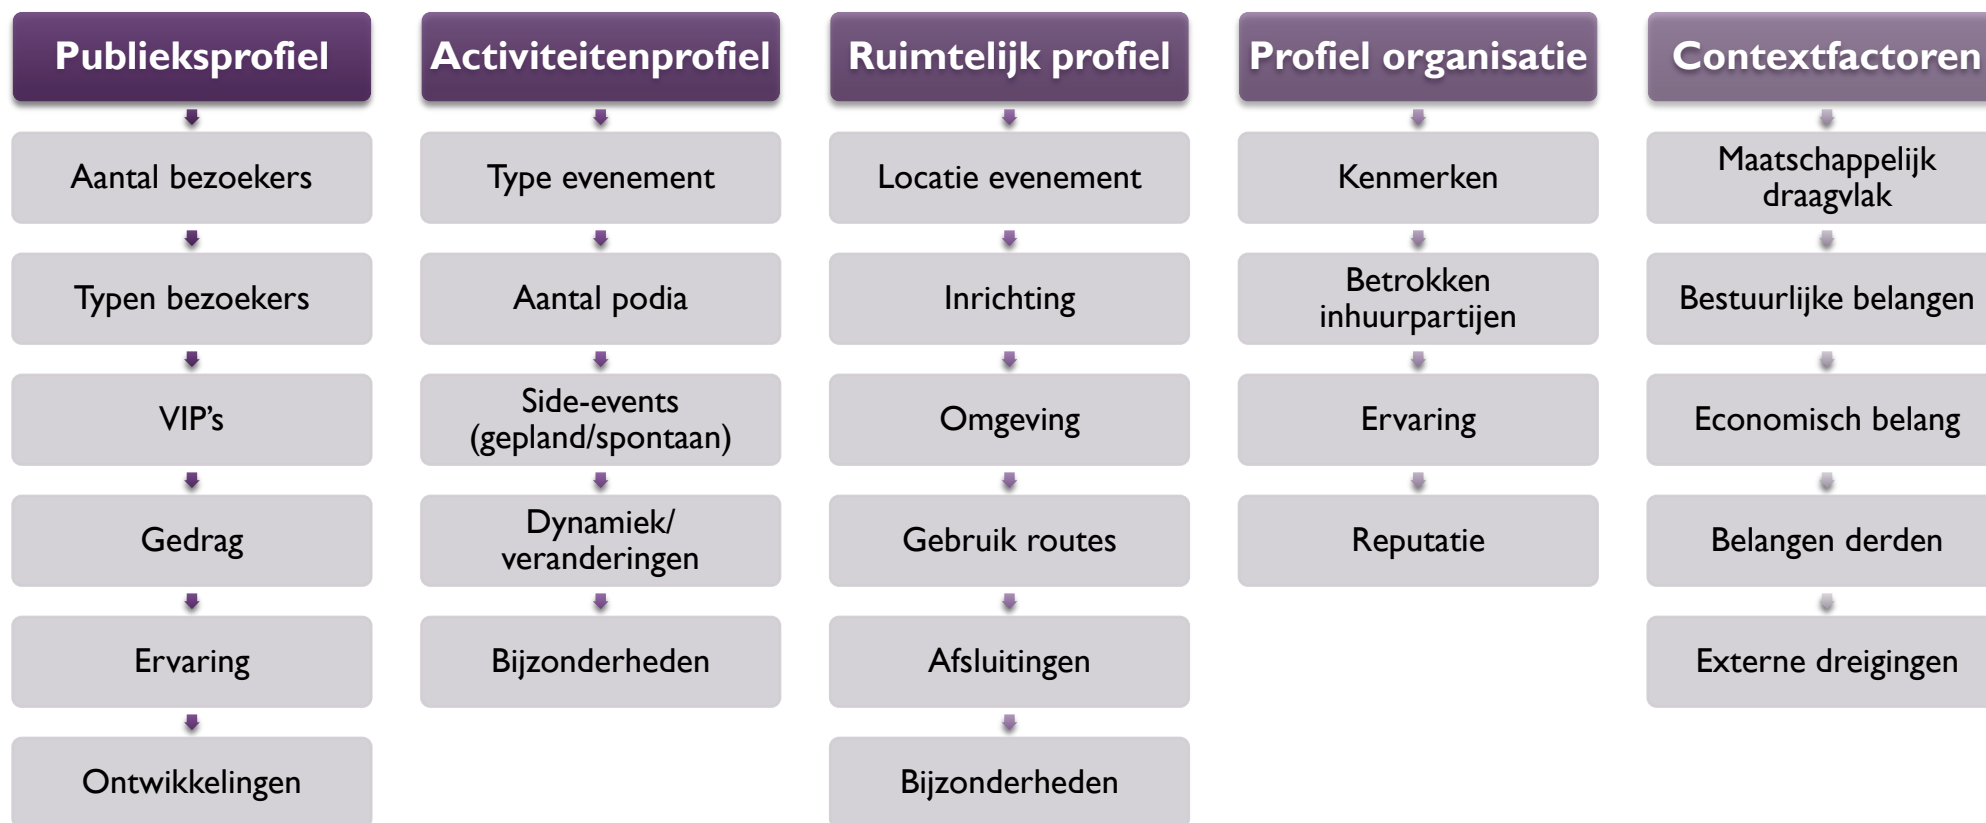 Publieksprofiel
Aantal bezoekers
Typen bezoekers
VIP's
Gedrag
Ervaring
Ontwikkelingen
Activiteitenprofiel
Type evenement
Aantal podia
Side-events
(gepland/spontaan)
Dynamiek/
veranderingen
Bijzonderheden
Ruimtelijk profiel
Locatie evenement
Inrichting
Omgeving
Gebruik routes
Afsluitingen
Bijzonderheden
Profiel organisatie
Kenmerken
Betrokken
inhuurpartijen
Ervaring
Reputatie
Contextfactoren
Maatschappelijk
draagvlak
Bestuurlijke belangen
Economisch belang
Belangen derden
Externe dreigingen